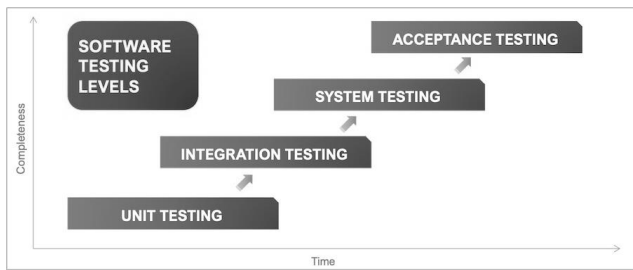 SOFTWARE
TESTING
LEVELS
ACCEPTANCE TESTING
SYSTEM TESTING
INTEGRATION TESTING
UNIT TESTING
Completeness
Time